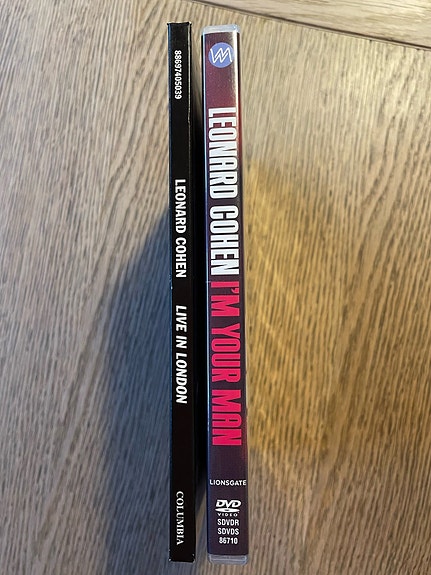 88697405039
LEONARD COHEN LIVE IN LONDON
COLUMBIA
LEONARD COHEN I'M YOUR MAN
LIONSGATE
DVD
VIDEO
SDVDR
SDVDS
86710